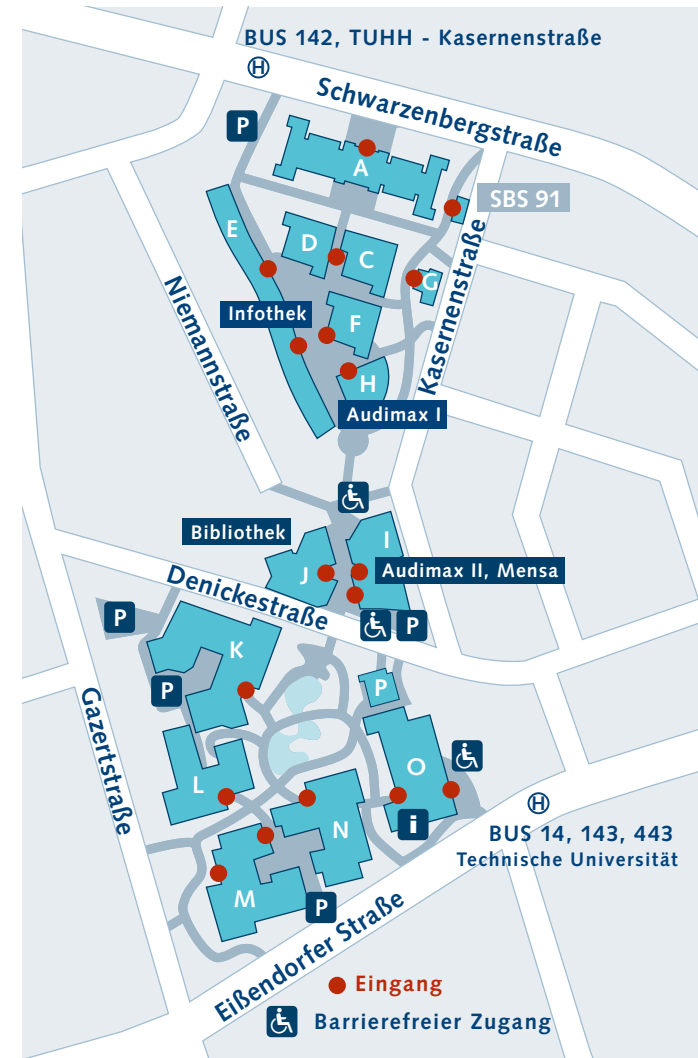 BUS 142, TUHH - Kasernenstraße
H
Schwarzenbergstraße
P
A
SBS 91
E
D
C
G
Infothek
F
Niemannstraße
Kasernenstraße
H
Audimax I
Bibliothek
I
J
Audimax II, Mensa
Denickestraße
P
P
K
P
P
Gazertstraße
L
O
H
i
N
BUS 14, 143, 443
Technische Universität
M
P
Eißendorfer Straße
Eingang
Barrierefreier Zugang